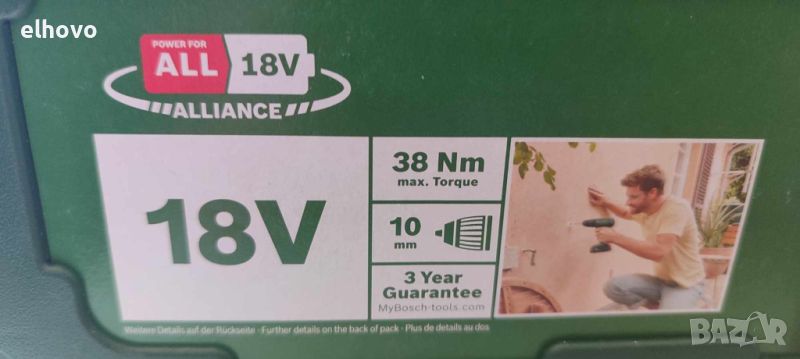 elhovo
POWER FOR
ALL 18V
ALLIANCE
18V
38 Nm
max. Torque
10
mm
3 Year
Guarantee
MyBosch-tools.com
Weitere Details auf der Rückseite · Further details on the back of pack · Plus de détails au dos
BAZAR